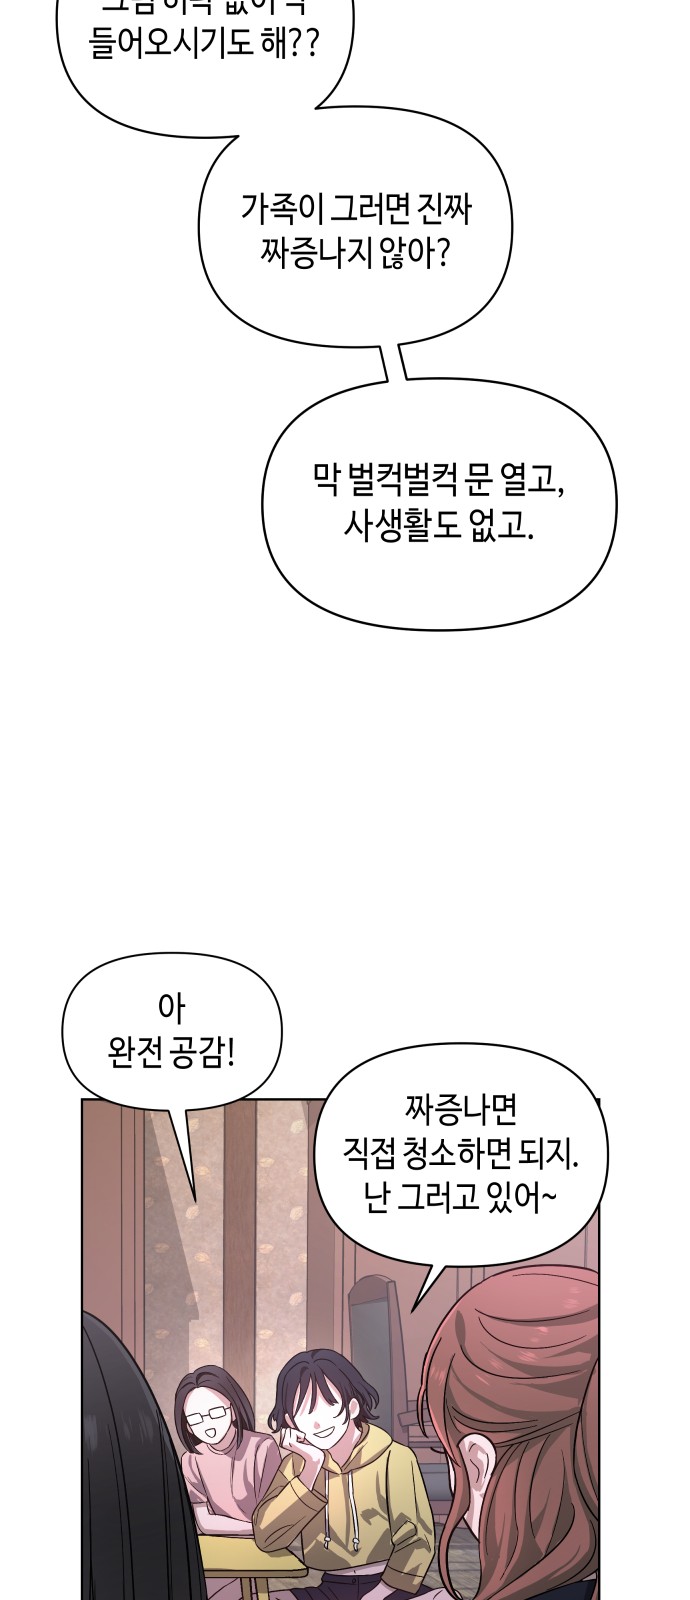 들어오시기도 해??
가족이 그러면 진짜
짜증나지 않아?
막 벌컥벌컥 문 열고,
사생활도 없고.
아
완전 공감!
짜증나면
직접 청소하면 되지.
난 그러고 있어~